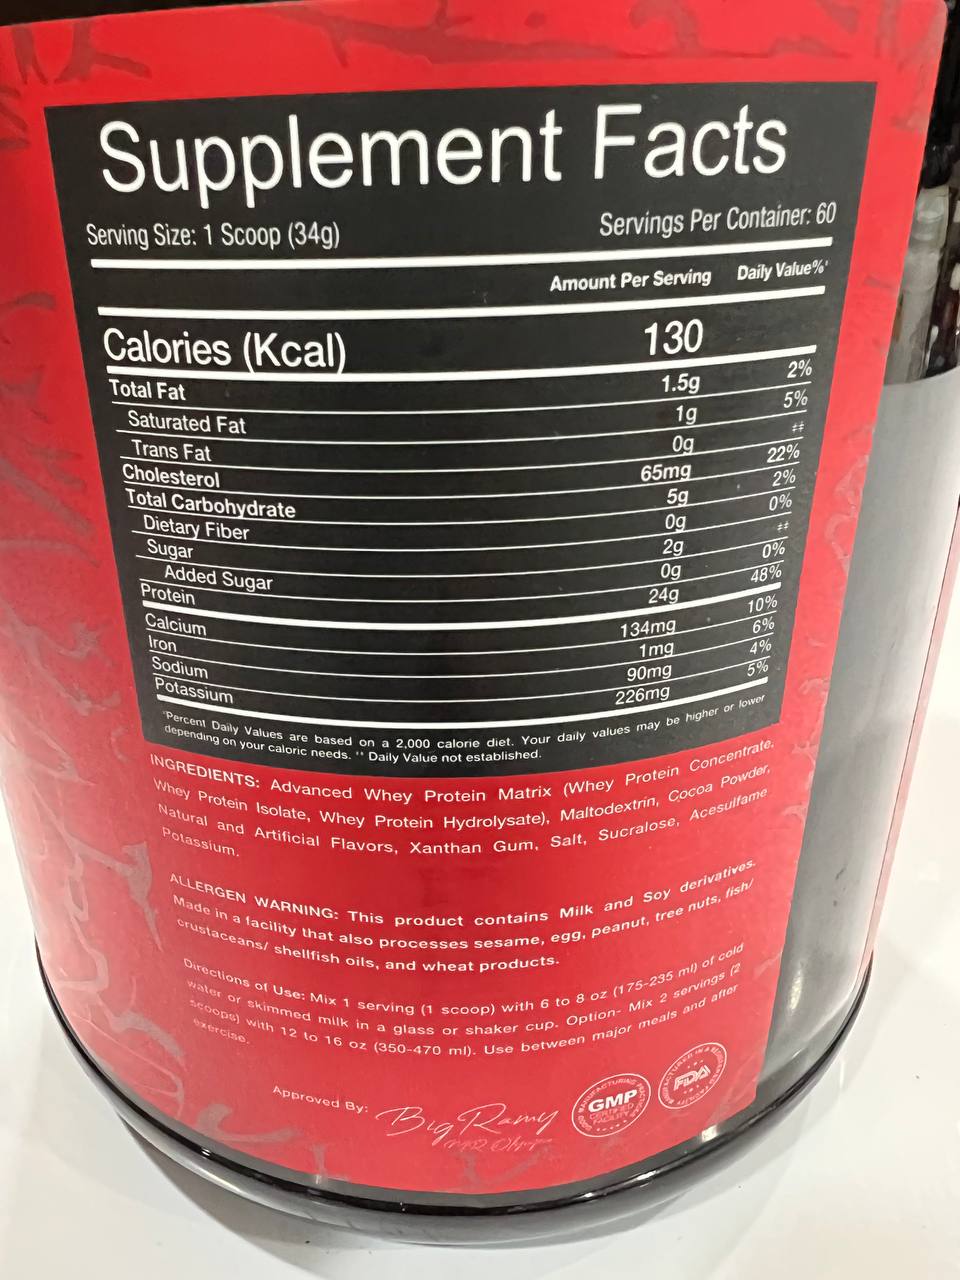 Supplement Facts
Serving Size: 1 Scoop (34g) Servings Per Container: 60
Amount Per Serving Daily Value%*
Calories (Kcal) 130
Total Fat 1.5g 2%
Saturated Fat 1g 5%
Trans Fat 0g ‡‡
Cholesterol 65mg 22%
Total Carbohydrate 5g 2%
Dietary Fiber 0g 0%
Sugar 2g ‡‡
Added Sugar 0g 0%
Protein 24g 48%
Calcium 134mg 10%
Iron 1mg 6%
Sodium 90mg 4%
Potassium 226mg 5%
*Percent Daily Values are based on a 2,000 calorie diet. Your daily values may be higher or lower
depending on your caloric needs. ‡‡ Daily Value not established.
INGREDIENTS: Advanced Whey Protein Matrix (Whey Protein Concentrate,
Whey Protein Isolate, Whey Protein Hydrolysate), Maltodextrin, Cocoa Powder,
Natural and Artificial Flavors, Xanthan Gum, Salt, Sucralose, Acesulfame
Potassium.
ALLERGEN WARNING: This product contains Milk and Soy derivatives.
Made in a facility that also processes sesame, egg, peanut, tree nuts, fish/
crustaceans/ shellfish oils, and wheat products.
Directions of Use: Mix 1 serving (1 scoop) with 6 to 8 oz (175-235 ml) of cold
water or skimmed milk in a glass or shaker cup. Option- Mix 2 servings (2
scoops) with 12 to 16 oz (350-470 ml). Use between major meals and after
exercise.
Approved By: Big Ramy
GOOD MANUFACTURING PRACTICES
GMP
CERTIFIED
FACILITY
FDA